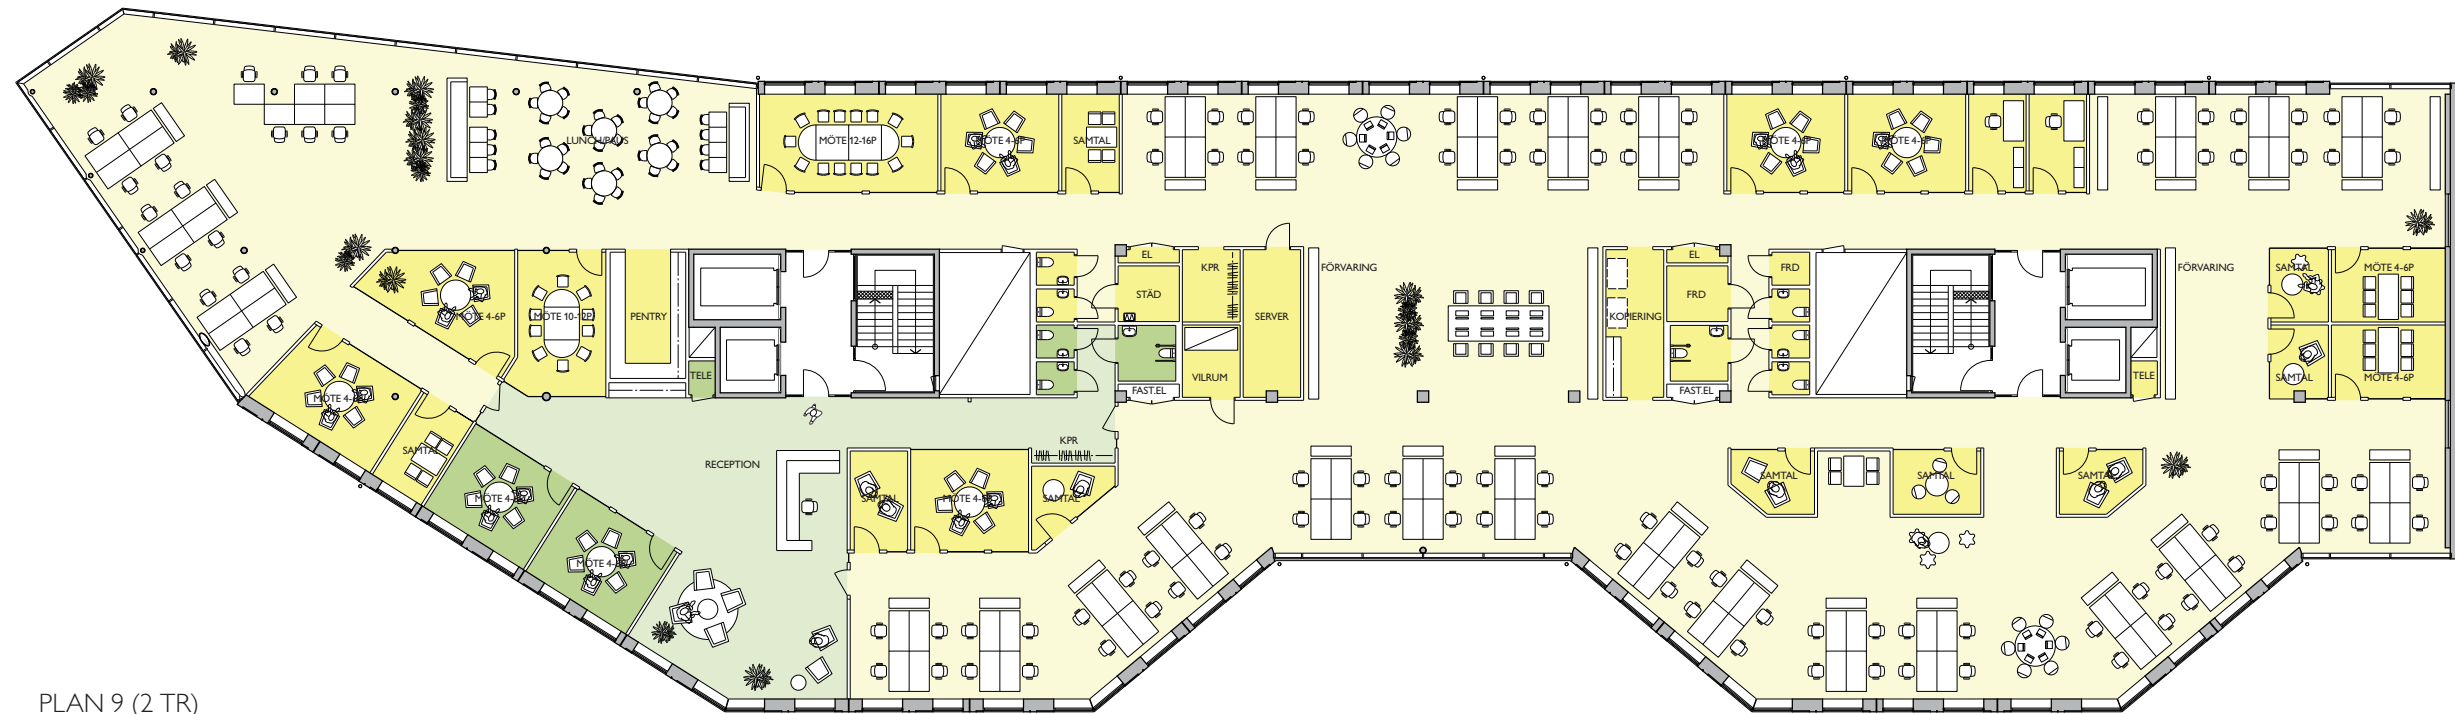 LUNCH/PAUS
MÖTE 12-16P
MÖTE 4-6P
SAMTAL
MÖTE 4-6P
MÖTE 4-6P
EL
KPR
STÄD
SERVER
FÖRVARING
EL
FRD
FRD
KOPIERING
FÖRVARING
SAMTAL
MÖTE 4-6P
MÖTE 4-6P
MÖTE 10-12P
PENTRY
TELE
VILRUM
FAST.EL
FAST.EL
TELE
SAMTAL
MÖTE 4-6P
MÖTE 4-6P
SAMTAL
RECEPTION
KPR
MÖTE 4-6P
SAMTAL
MÖTE 4-6P
SAMTAL
SAMTAL
SAMTAL
SAMTAL
MÖTE 4-6P
PLAN 9 (2 TR)